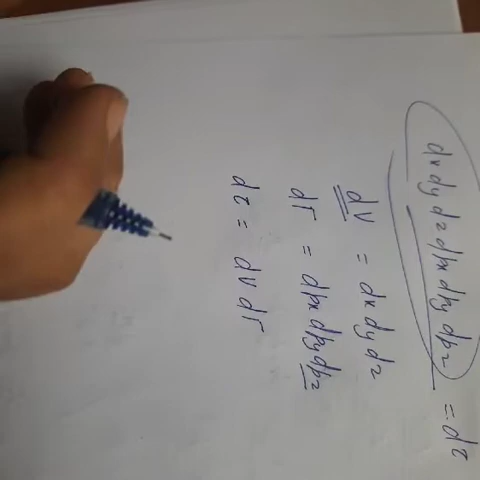 dx dy dz dpx dpy dpz = dτ
dV = dx dy dz
dΓ = dpx dpy dpz
dτ = dV dΓ